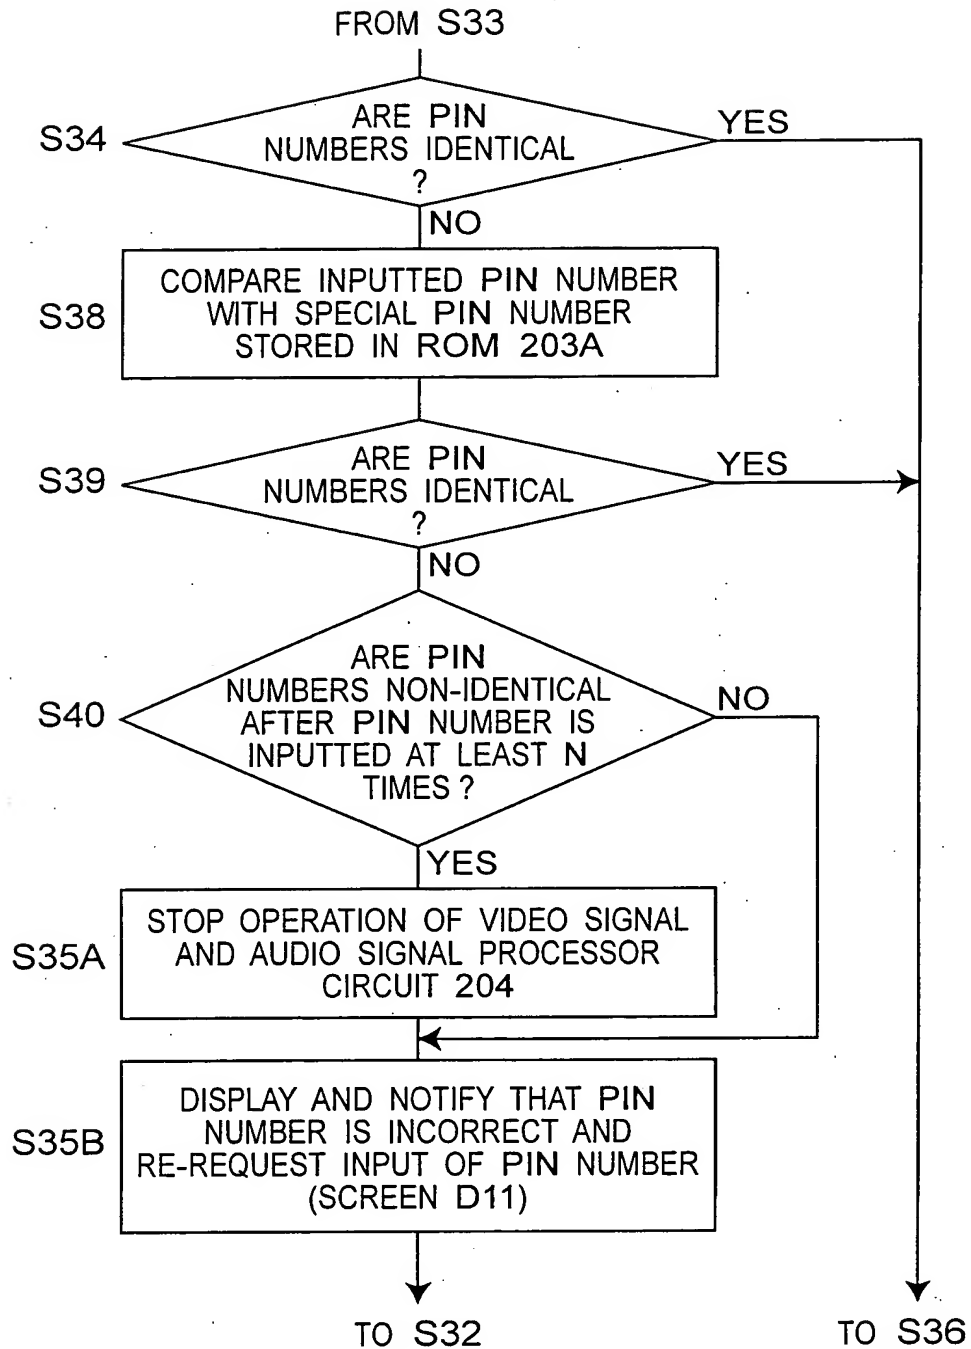 FROM S33
S34
ARE PIN
NUMBERS IDENTICAL
?
YES
NO
S38
COMPARE INPUTTED PIN NUMBER
WITH SPECIAL PIN NUMBER
STORED IN ROM 203A
S39
ARE PIN
NUMBERS IDENTICAL
?
YES
NO
S40
ARE PIN
NUMBERS NON-IDENTICAL
AFTER PIN NUMBER IS
INPUTTED AT LEAST N
TIMES ?
NO
YES
S35A
STOP OPERATION OF VIDEO SIGNAL
AND AUDIO SIGNAL PROCESSOR
CIRCUIT 204
S35B
DISPLAY AND NOTIFY THAT PIN
NUMBER IS INCORRECT AND
RE-REQUEST INPUT OF PIN NUMBER
(SCREEN D11)
TO S32
TO S36